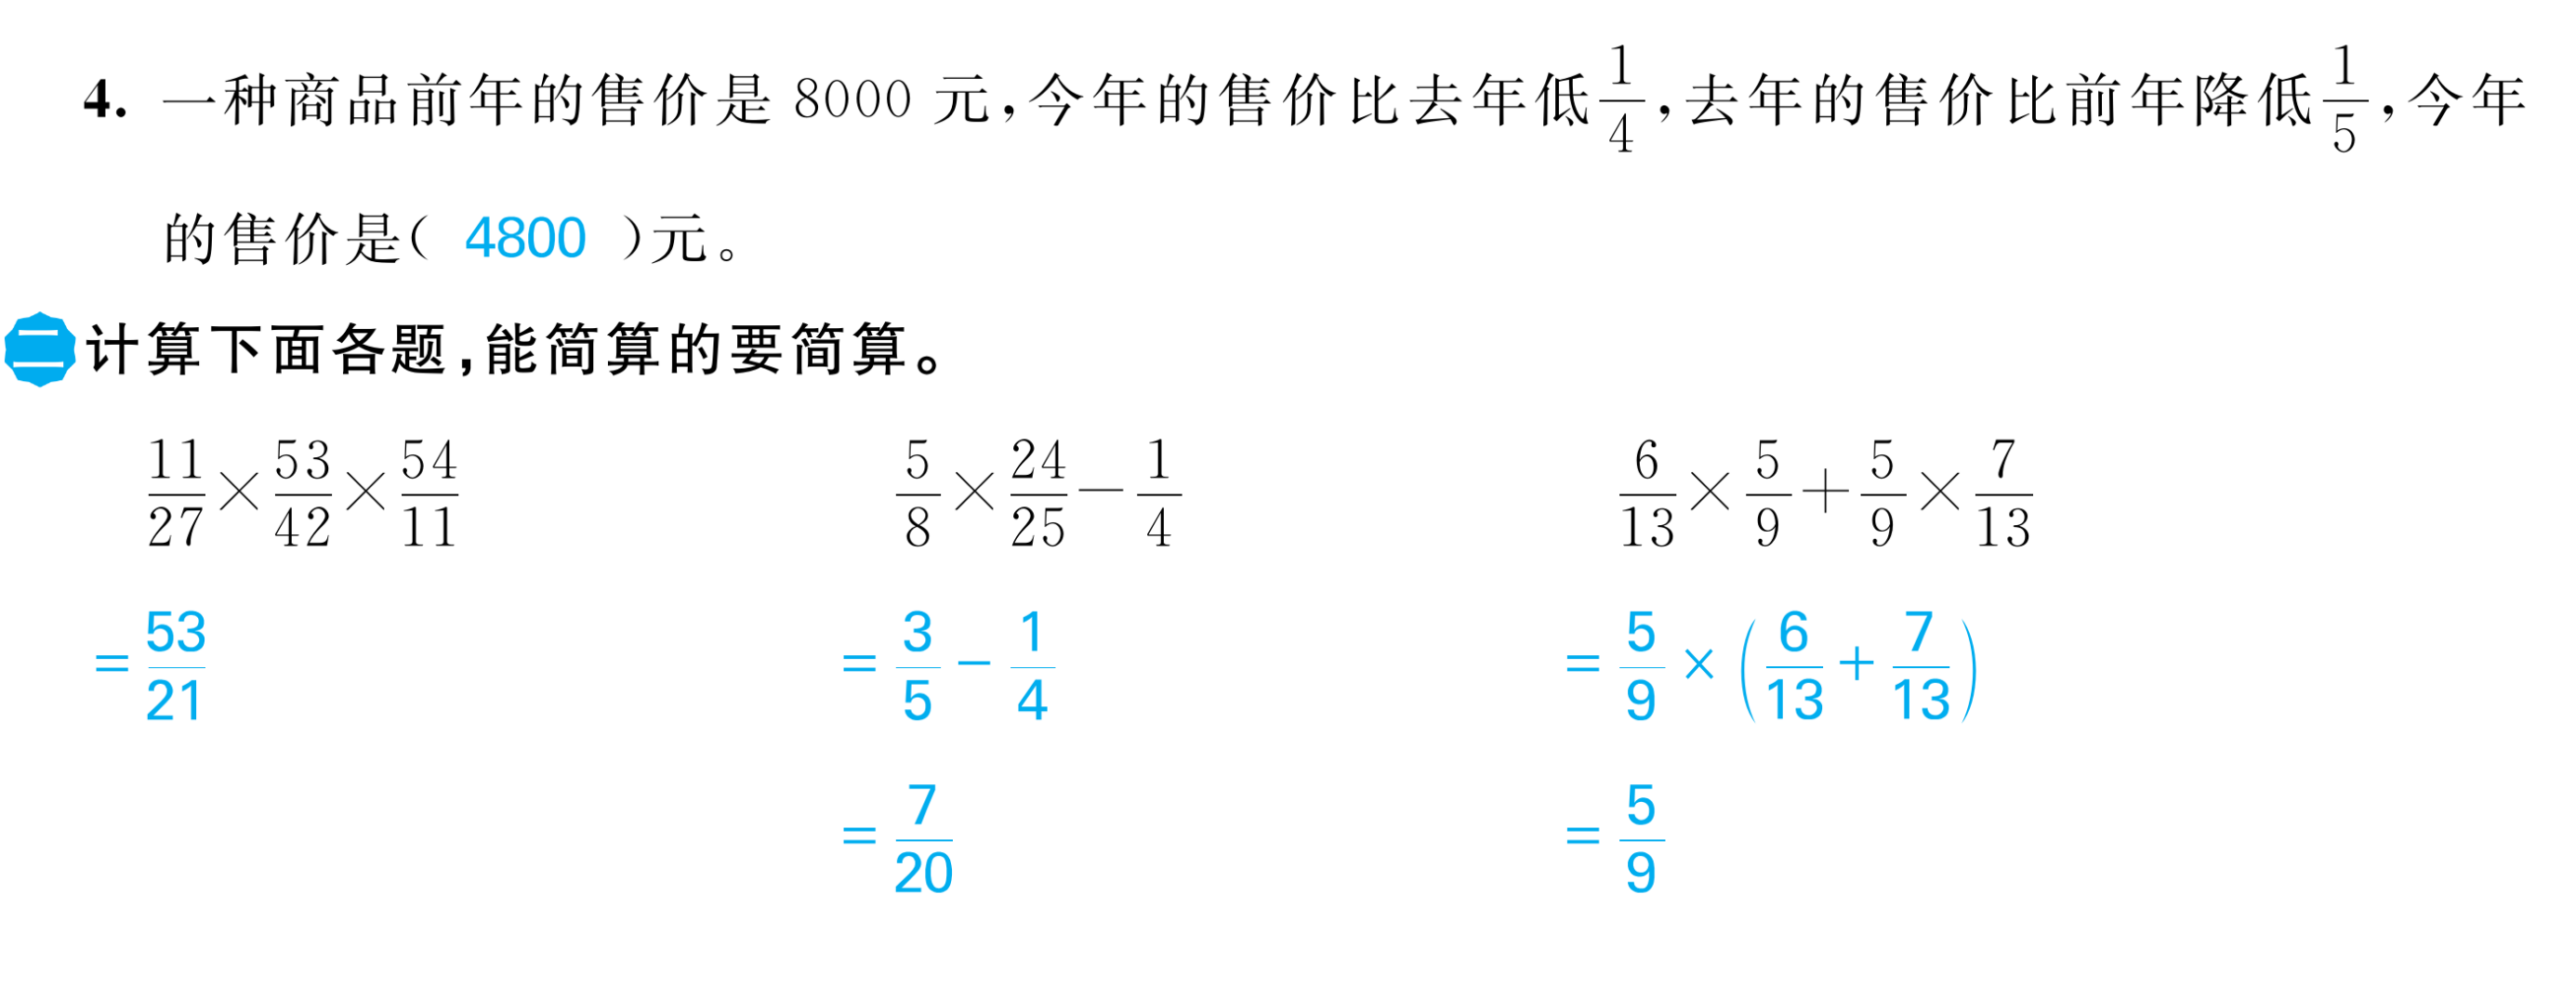 4. 一种商品前年的售价是 8000 元,今年的售价比去年低1/4,去年的售价比前年降低1/5,今年
的售价是( 4800 )元。
二 计算下面各题,能简算的要简算。
11/27×53/42×54/11 5/8×24/25−1/4 6/13×5/9+5/9×7/13
=53/21 =3/5−1/4 =5/9×(6/13+7/13)
=7/20 =5/9